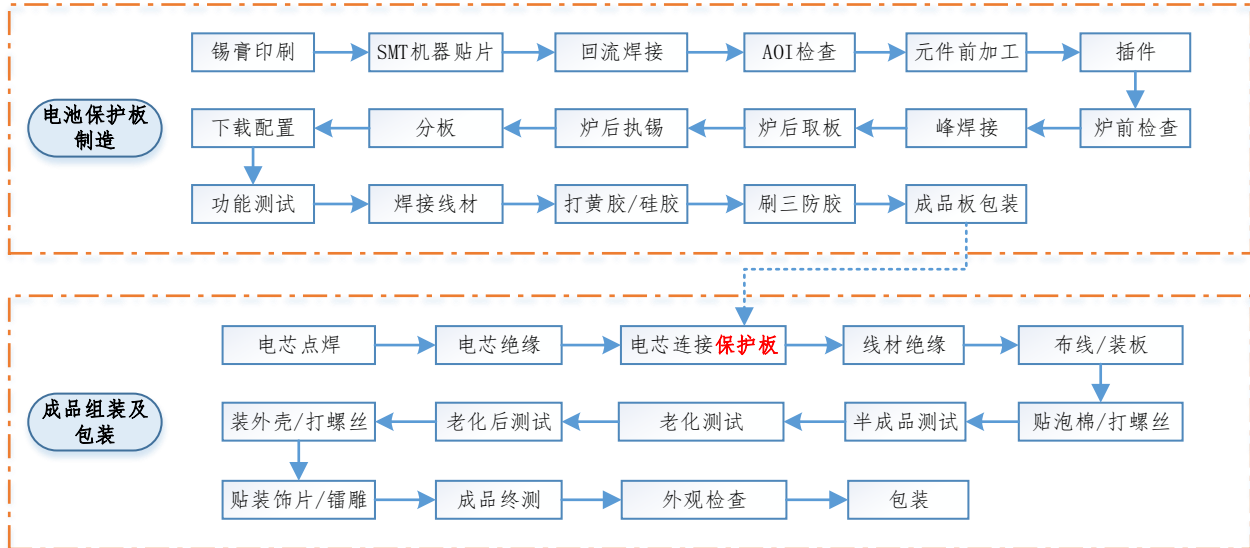 锡膏印刷
SMT机器贴片
回流焊接
AOI检查
元件前加工
插件
电池保护板
制造
下载配置
分板
炉后执锡
炉后取板
峰焊接
炉前检查
功能测试
焊接线材
打黄胶/硅胶
刷三防胶
成品板包装
电芯点焊
电芯绝缘
电芯连接保护板
线材绝缘
布线/装板
成品组装及
包装
装外壳/打螺丝
老化后测试
老化测试
半成品测试
贴泡棉/打螺丝
贴装饰片/镭雕
成品终测
外观检查
包装